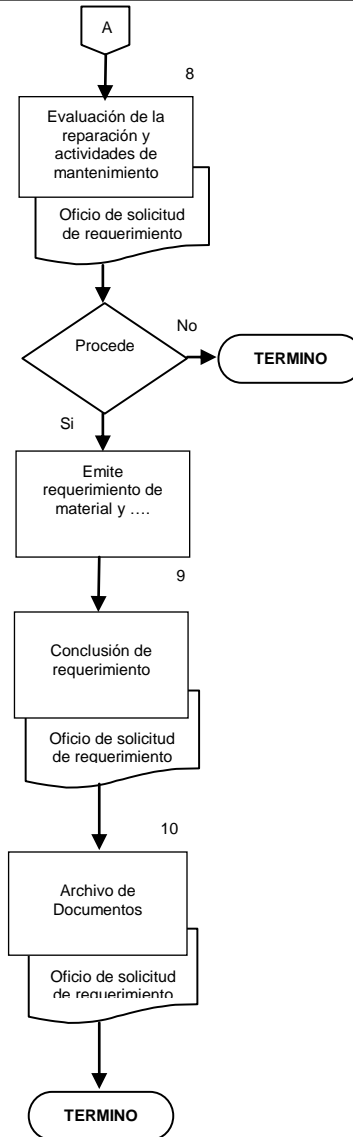 A
8
Evaluación de la
reparación y
actividades de
mantenimiento
Oficio de solicitud
de requerimiento
Procede
No
TERMINO
Si
Emite
requerimiento de
material y ….
9
Conclusión de
requerimiento
Oficio de solicitud
de requerimiento
10
Archivo de
Documentos
Oficio de solicitud
de requerimiento
TERMINO